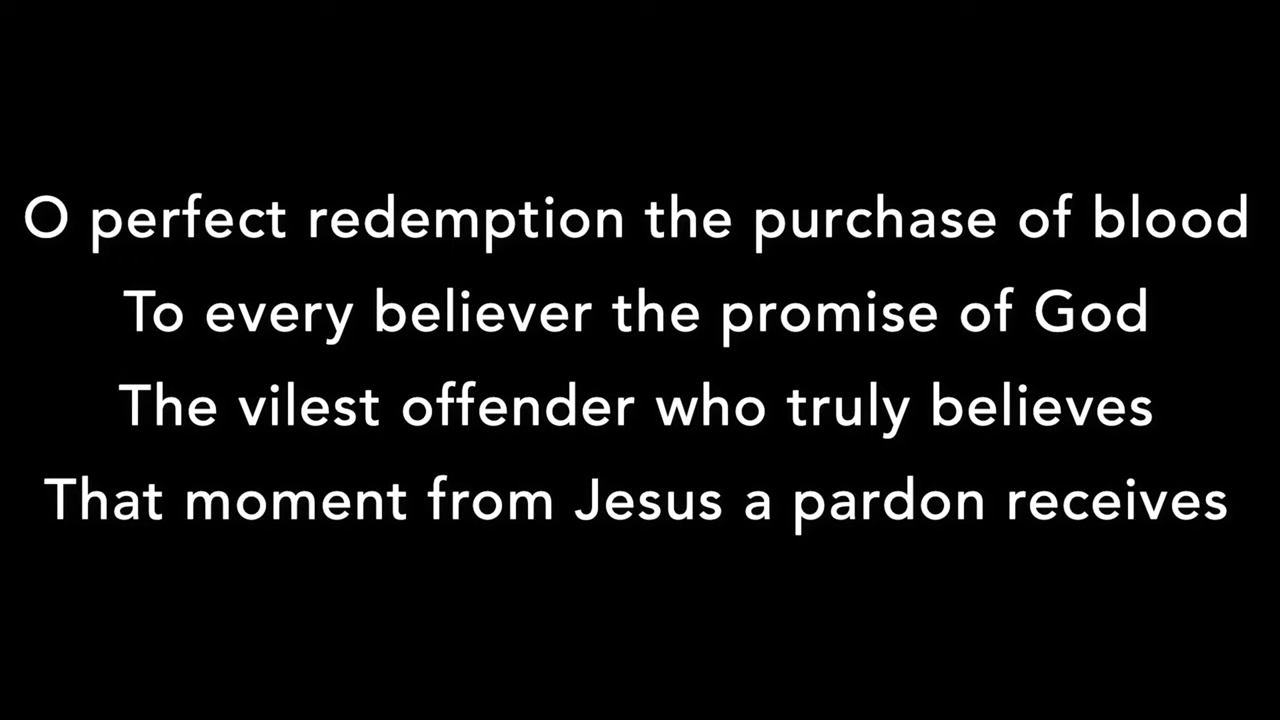 O perfect redemption the purchase of blood
To every believer the promise of God
The vilest offender who truly believes
That moment from Jesus a pardon receives